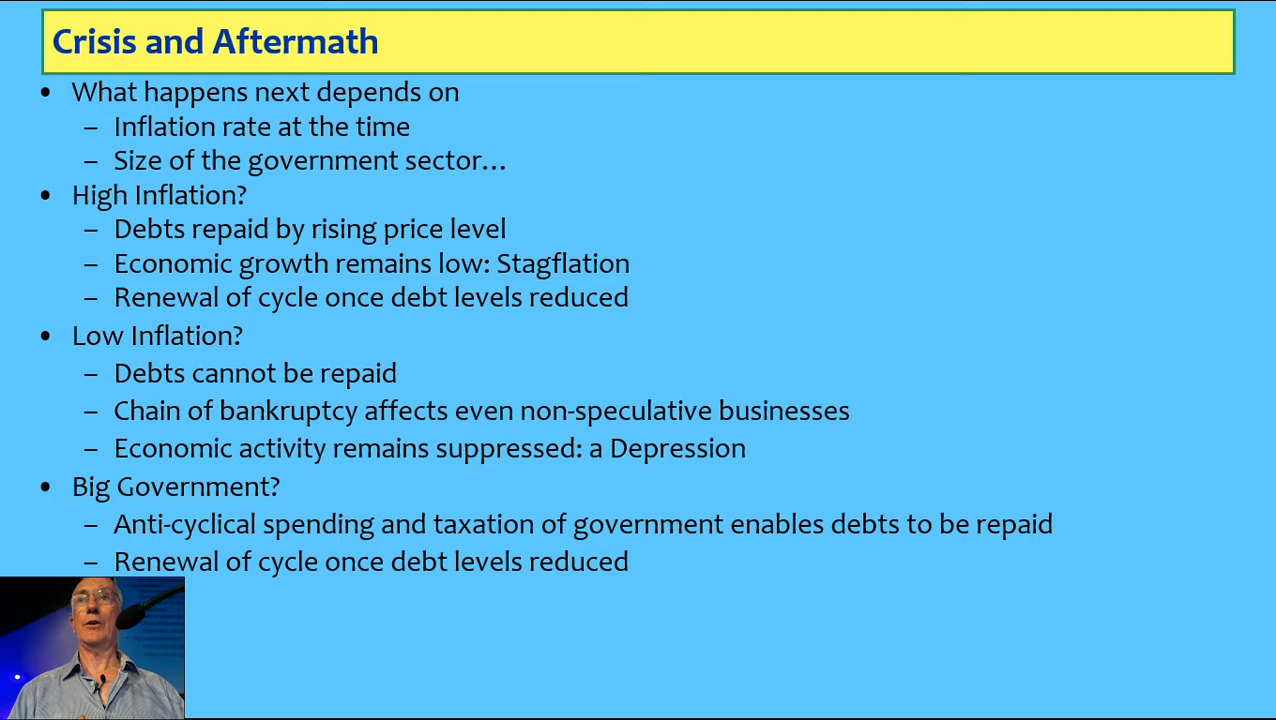 Crisis and Aftermath
• What happens next depends on
– Inflation rate at the time
– Size of the government sector…
• High Inflation?
– Debts repaid by rising price level
– Economic growth remains low: Stagflation
– Renewal of cycle once debt levels reduced
• Low Inflation?
– Debts cannot be repaid
– Chain of bankruptcy affects even non-speculative businesses
– Economic activity remains suppressed: a Depression
• Big Government?
– Anti-cyclical spending and taxation of government enables debts to be repaid
– Renewal of cycle once debt levels reduced